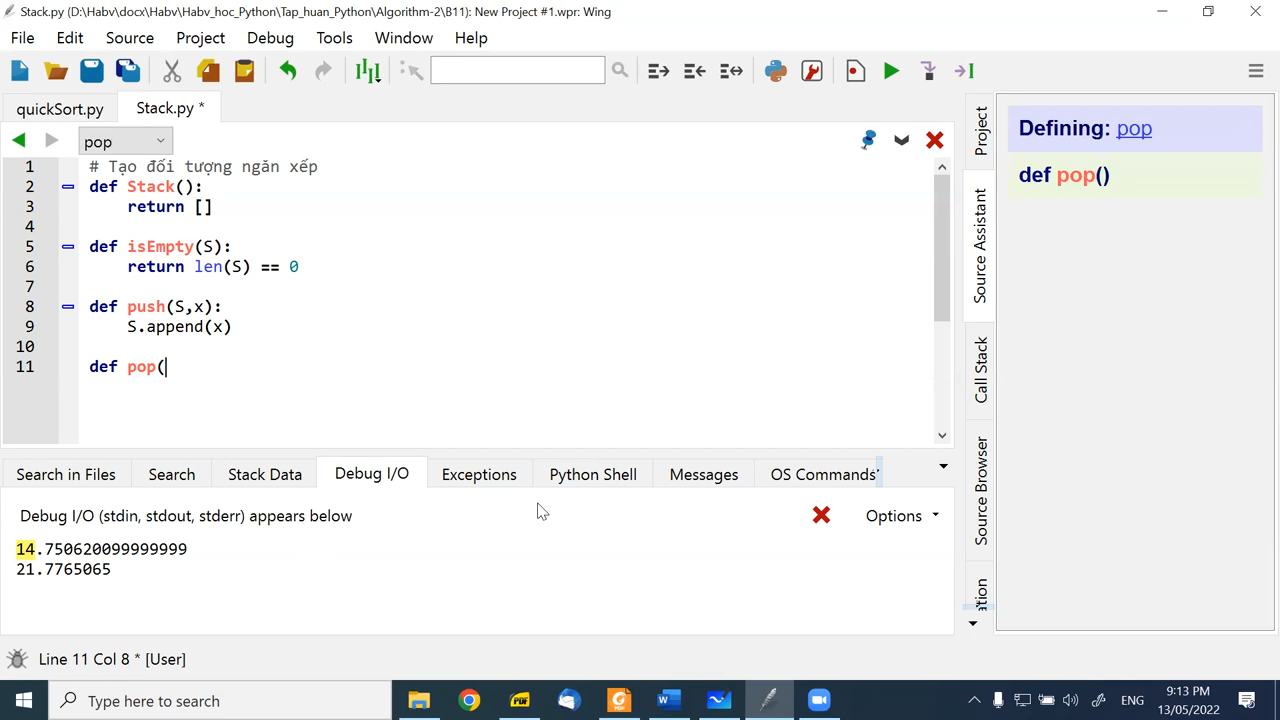 Stack.py (D:\Habv\docx\Habv\Habv_hoc_Python\Tap_huan_Python\Algorithm-2\B11): New Project #1.wpr: Wing
File Edit Source Project Debug Tools Window Help
quickSort.py Stack.py *
pop
1 # Tạo đối tượng ngăn xếp
2 def Stack():
3 return []
4
5 def isEmpty(S):
6 return len(S) == 0
7
8 def push(S,x):
9 S.append(x)
10
11 def pop(
Project
Source Assistant
Call Stack
Source Browser
Defining: pop
def pop()
Search in Files Search Stack Data Debug I/O Exceptions Python Shell Messages OS Commands
Debug I/O (stdin, stdout, stderr) appears below Options
14.750620099999999
21.7765065
Line 11 Col 8 * [User]
Type here to search
PDF
ENG
9:13 PM
13/05/2022